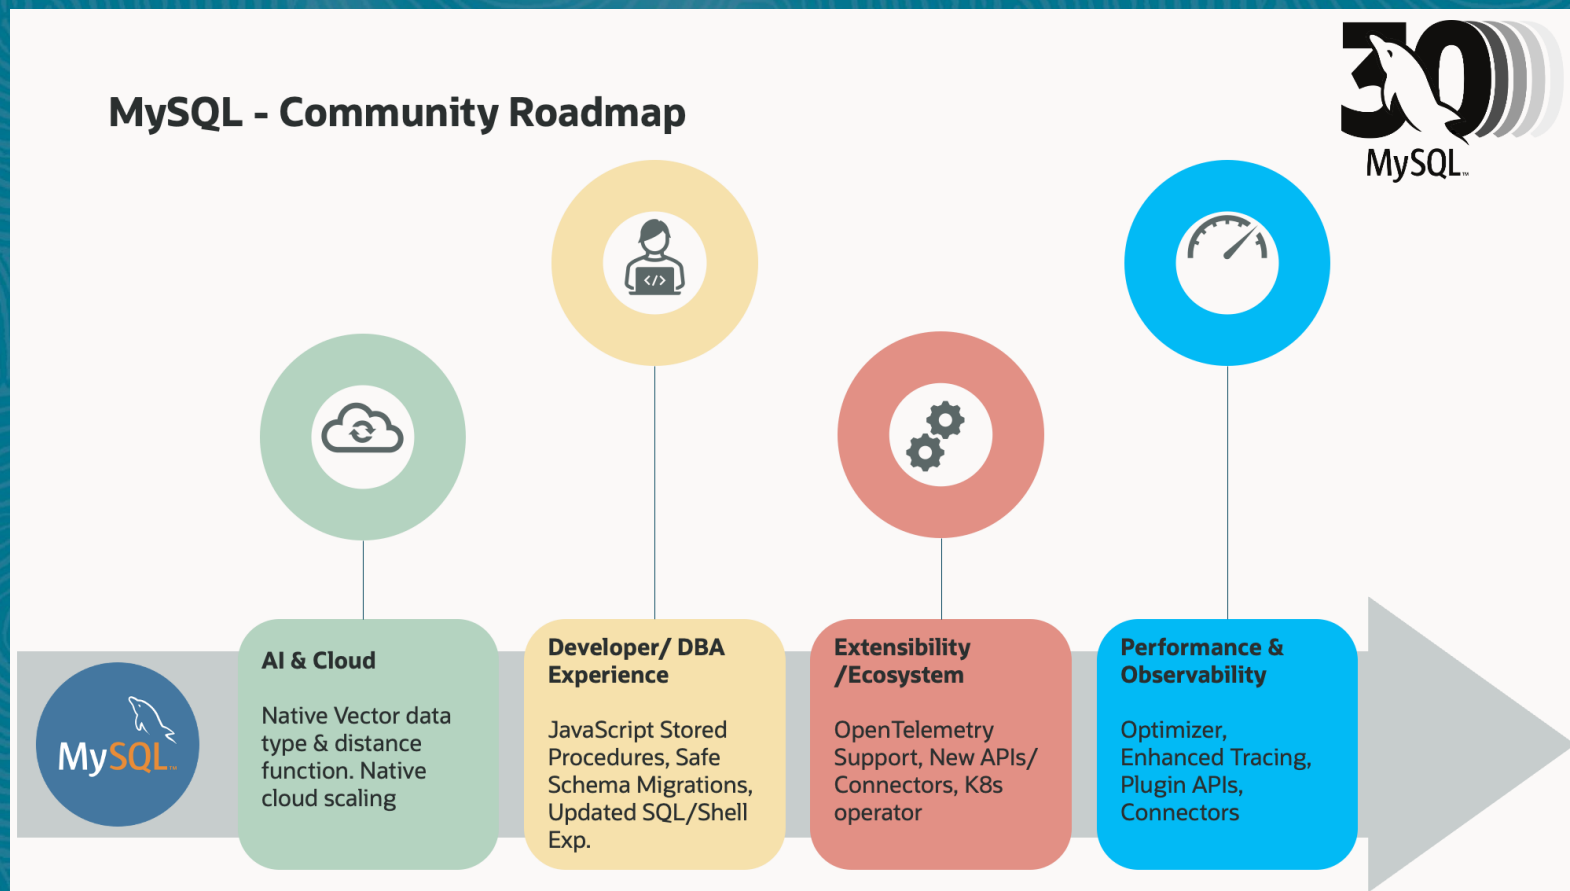 MySQL - Community Roadmap
30
MySQL™
</>
MySQL™
AI & Cloud
Native Vector data
type & distance
function. Native
cloud scaling
Developer/ DBA
Experience
JavaScript Stored
Procedures, Safe
Schema Migrations,
Updated SQL/Shell
Exp.
Extensibility
/Ecosystem
OpenTelemetry
Support, New APIs/
Connectors, K8s
operator
Performance &
Observability
Optimizer,
Enhanced Tracing,
Plugin APIs,
Connectors